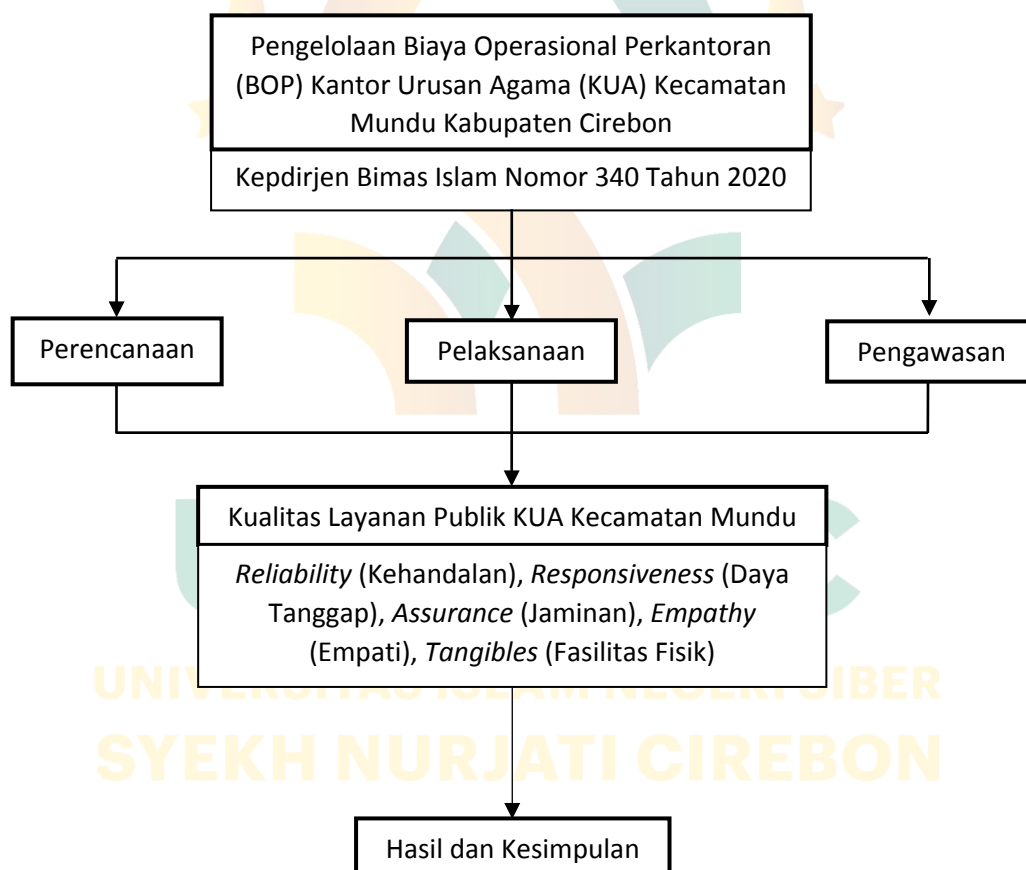 Pengelolaan Biaya Operasional Perkantoran
(BOP) Kantor Urusan Agama (KUA) Kecamatan
Mundu Kabupaten Cirebon
Kepdirjen Bimas Islam Nomor 340 Tahun 2020
Perencanaan
Pelaksanaan
Pengawasan
Kualitas Layanan Publik KUA Kecamatan Mundu
Reliability (Kehandalan), Responsiveness (Daya
Tanggap), Assurance (Jaminan), Empathy
(Empati), Tangibles (Fasilitas Fisik)
UNIVERSITAS ISLAM NEGERI SIBER
SYEKH NURJATI CIREBON
Hasil dan Kesimpulan